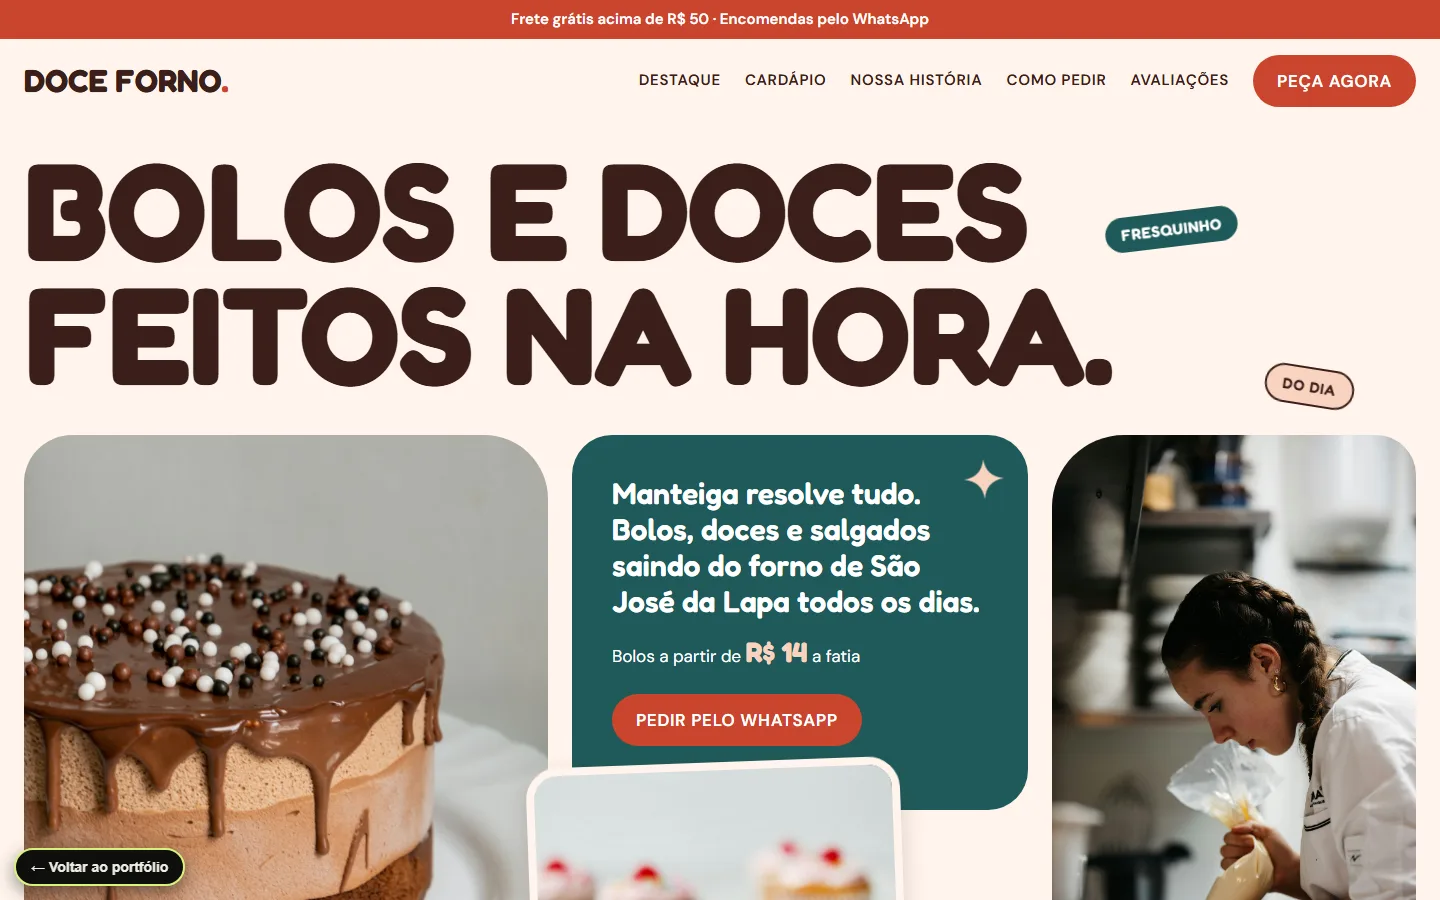 Frete grátis acima de R$ 50 · Encomendas pelo WhatsApp
DOCE FORNO.
DESTAQUE
CARDÁPIO
NOSSA HISTÓRIA
COMO PEDIR
AVALIAÇÕES
PEÇA AGORA
BOLOS E DOCES
FEITOS NA HORA.
FRESQUINHO
DO DIA
Manteiga resolve tudo.
Bolos, doces e salgados
saindo do forno de São
José da Lapa todos os dias.
Bolos a partir de R$ 14 a fatia
PEDIR PELO WHATSAPP
← Voltar ao portfólio